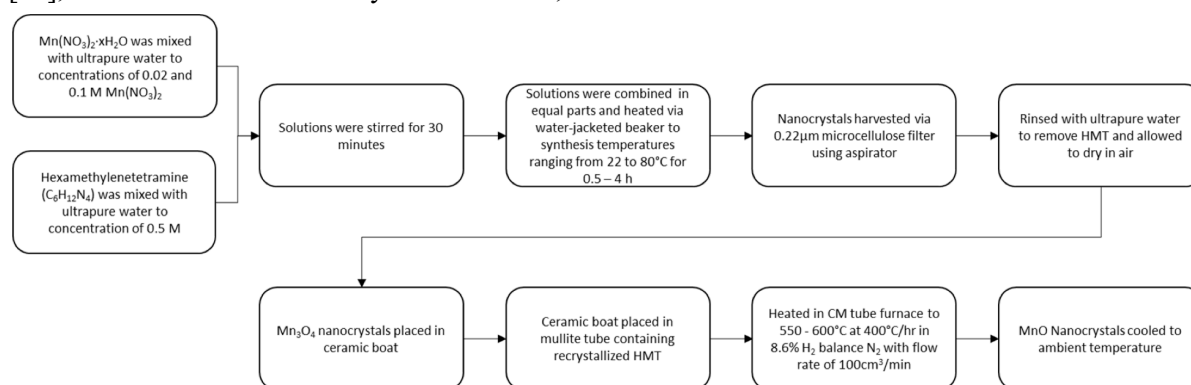 Mn(NO₃)₂·xH₂O was mixed
with ultrapure water to
concentrations of 0.02 and
0.1 M Mn(NO₃)₂
Hexamethylenetetramine
(C₆H₁₂N₄) was mixed with
ultrapure water to
concentration of 0.5 M
Solutions were stirred for 30
minutes
Solutions were combined in
equal parts and heated via
water-jacketed beaker to
synthesis temperatures
ranging from 22 to 80°C for
0.5 – 4 h
Nanocrystals harvested via
0.22μm microcellulose filter
using aspirator
Rinsed with ultrapure water
to remove HMT and allowed
to dry in air
Mn₃O₄ nanocrystals placed in
ceramic boat
Ceramic boat placed in
mullite tube containing
recrystallized HMT
Heated in CM tube furnace to
550 - 600°C at 400°C/hr in
8.6% H₂ balance N₂ with flow
rate of 100cm³/min
MnO Nanocrystals cooled to
ambient temperature